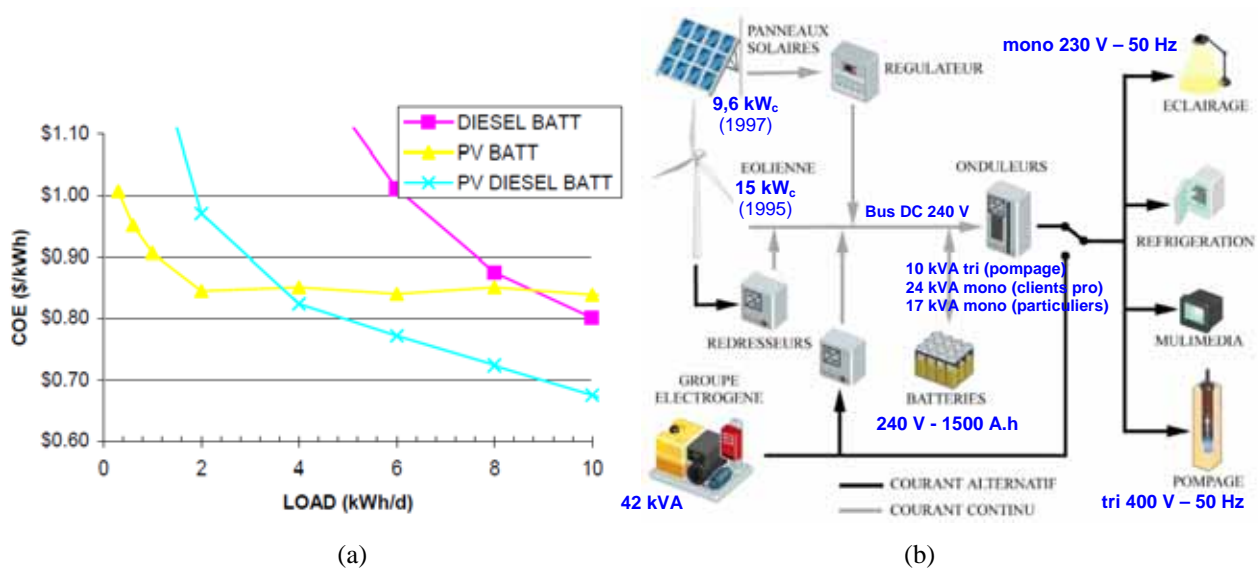 $1.10
$1.00
$0.90
$0.80
$0.70
$0.60
COE ($/kWh)
0
2
4
6
8
10
LOAD (kWh/d)
DIESEL BATT
PV BATT
PV DIESEL BATT
(a)
PANNEAUX
SOLAIRES
9,6 kWc
(1997)
REGULATEUR
EOLIENNE
15 kWc
(1995)
Bus DC 240 V
ONDULEURS
10 kVA tri (pompage)
24 kVA mono (clients pro)
17 kVA mono (particuliers)
REDRESSEURS
GROUPE
ELECTROGENE
42 kVA
BATTERIES
240 V - 1500 A.h
COURANT ALTERNATIF
COURANT CONTINU
mono 230 V – 50 Hz
ECLAIRAGE
REFRIGERATION
MULIMEDIA
POMPAGE
tri 400 V – 50 Hz
(b)